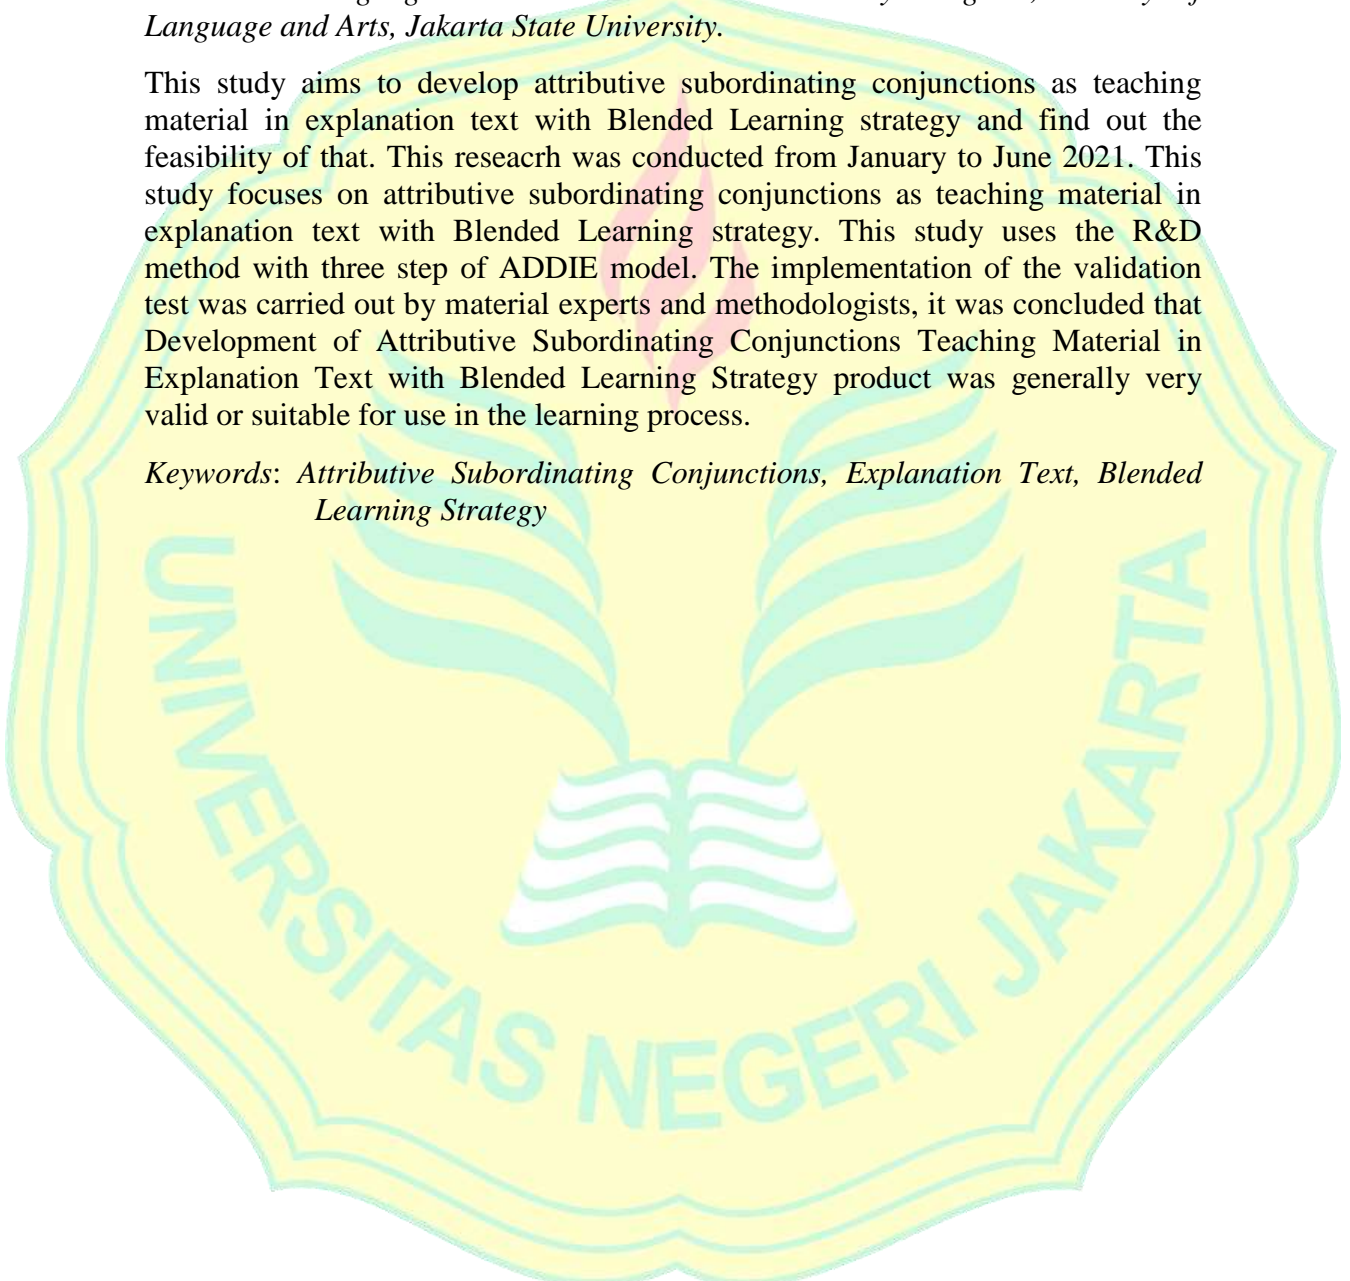 Language and Arts, Jakarta State University.
This study aims to develop attributive subordinating conjunctions as teaching
material in explanation text with Blended Learning strategy and find out the
feasibility of that. This reseacrh was conducted from January to June 2021. This
study focuses on attributive subordinating conjunctions as teaching material in
explanation text with Blended Learning strategy. This study uses the R&D
method with three step of ADDIE model. The implementation of the validation
test was carried out by material experts and methodologists, it was concluded that
Development of Attributive Subordinating Conjunctions Teaching Material in
Explanation Text with Blended Learning Strategy product was generally very
valid or suitable for use in the learning process.
Keywords: Attributive Subordinating Conjunctions, Explanation Text, Blended
Learning Strategy
UNIVERSITAS NEGERI JAKARTA